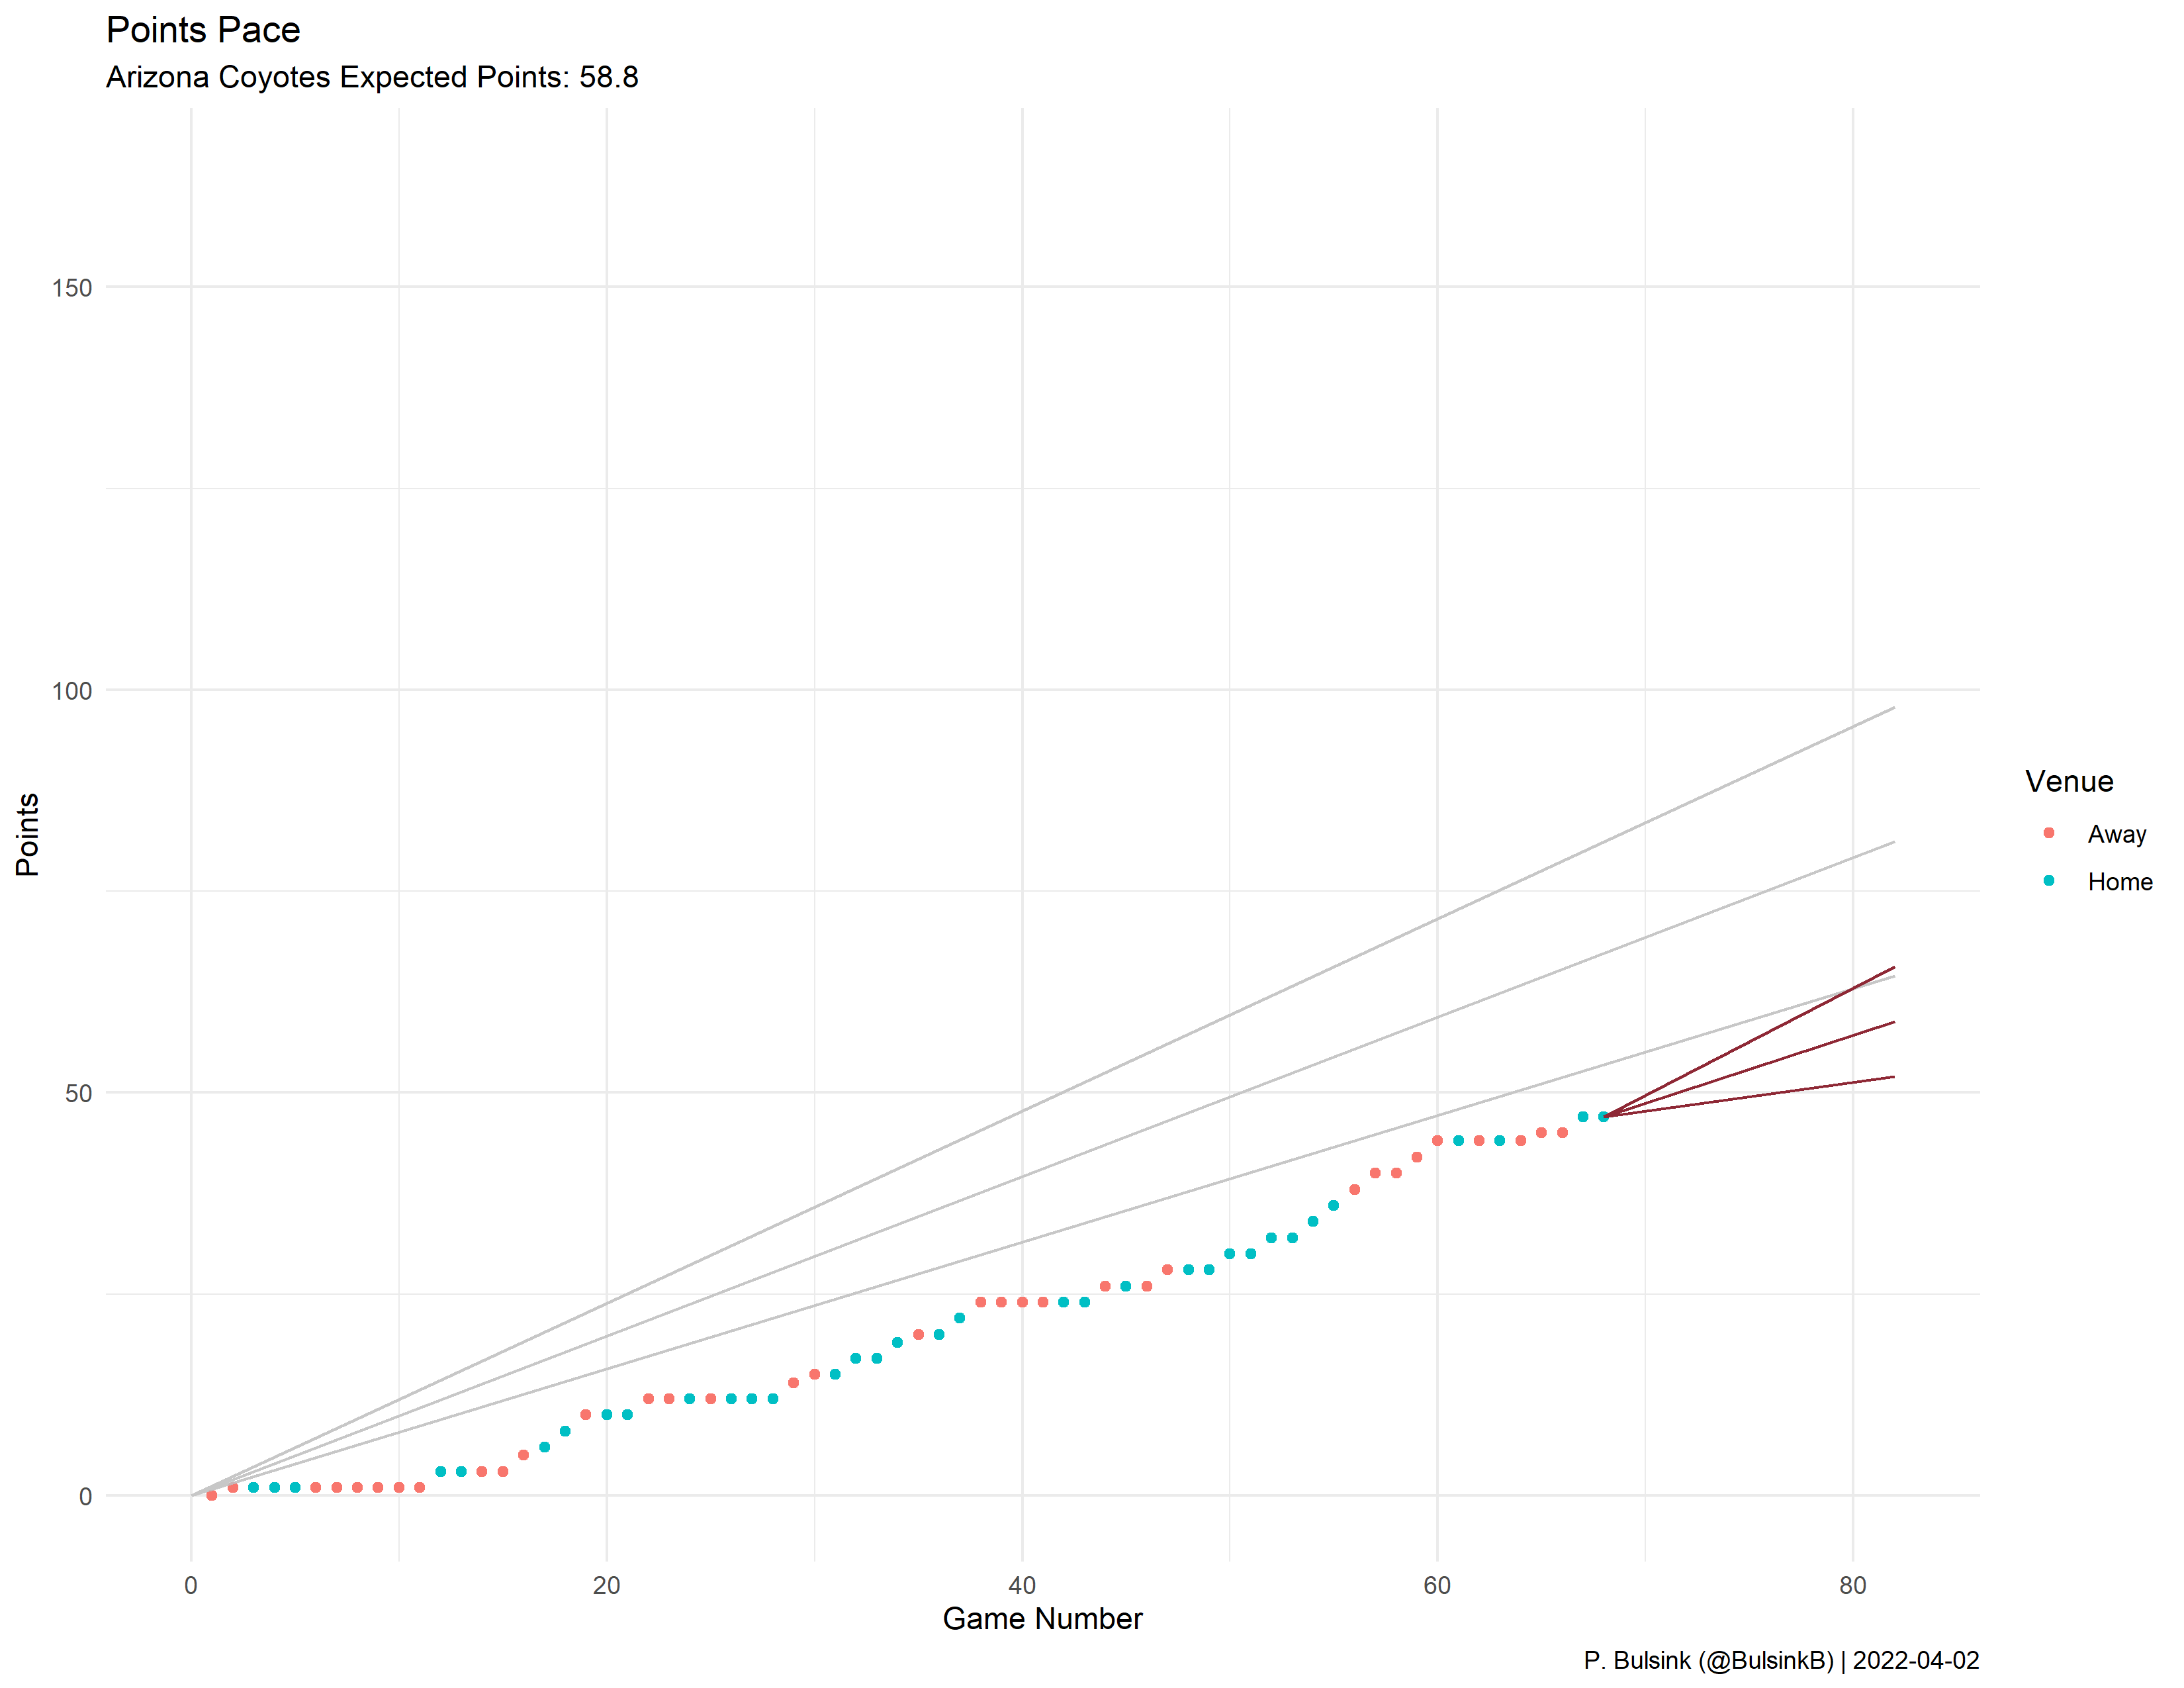 Points Pace
Arizona Coyotes Expected Points: 58.8
150
100
50
0
Points
0 20 40 60 80
Game Number
Venue
Away
Home
P. Bulsink (@BulsinkB) | 2022-04-02